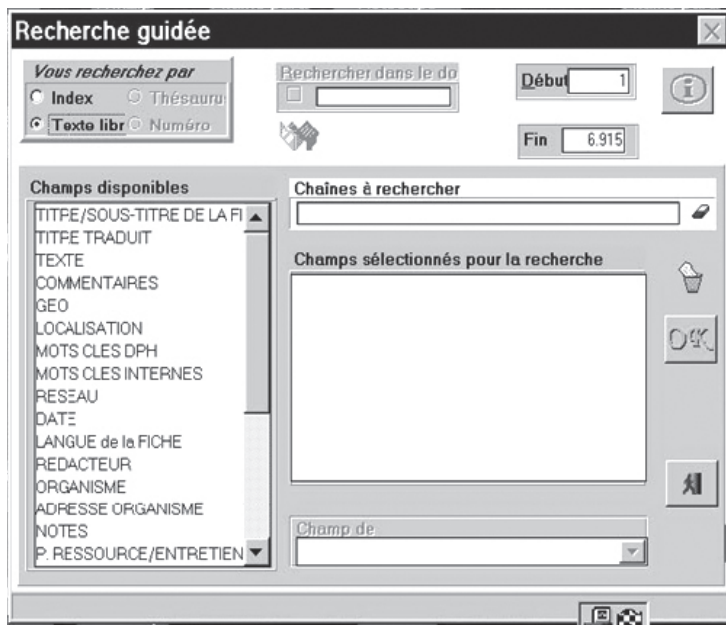 Recherche guidée
Vous recherchez par
Index
Thésauru
Texte libr
Numéro
Rechercher dans le do
Début 1
Fin 6.915
Champs disponibles
TITRE/SOUS-TITRE DE LA FI
TITRE TRADUIT
TEXTE
COMMENTAIRES
GEO
LOCALISATION
MOTS CLES DPH
MOTS CLES INTERNES
RESEAU
DATE
LANGUE de la FICHE
REDACTEUR
ORGANISME
ADRESSE ORGANISME
NOTES
P. RESSOURCE/ENTRETIEN
Chaînes à rechercher
Champs sélectionnés pour la recherche
OK
Champ de